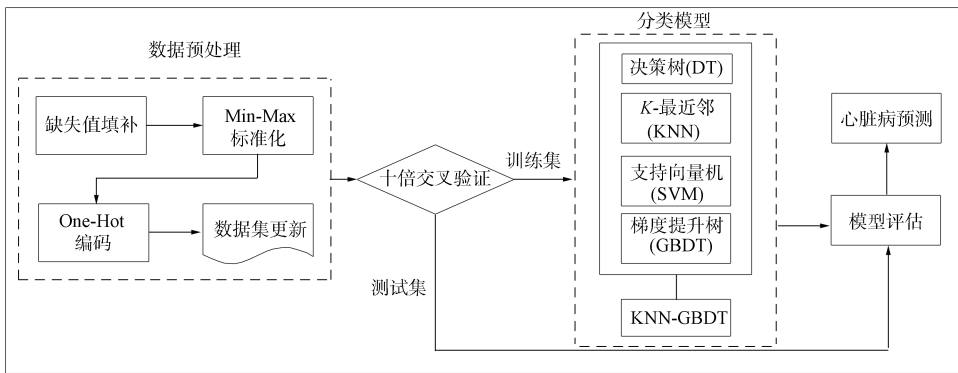 数据预处理
缺失值填补
Min-Max
标准化
One-Hot
编码
数据集更新
十倍交叉验证
训练集
测试集
分类模型
决策树(DT)
K-最近邻
(KNN)
支持向量机
(SVM)
梯度提升树
(GBDT)
KNN-GBDT
心脏病预测
模型评估